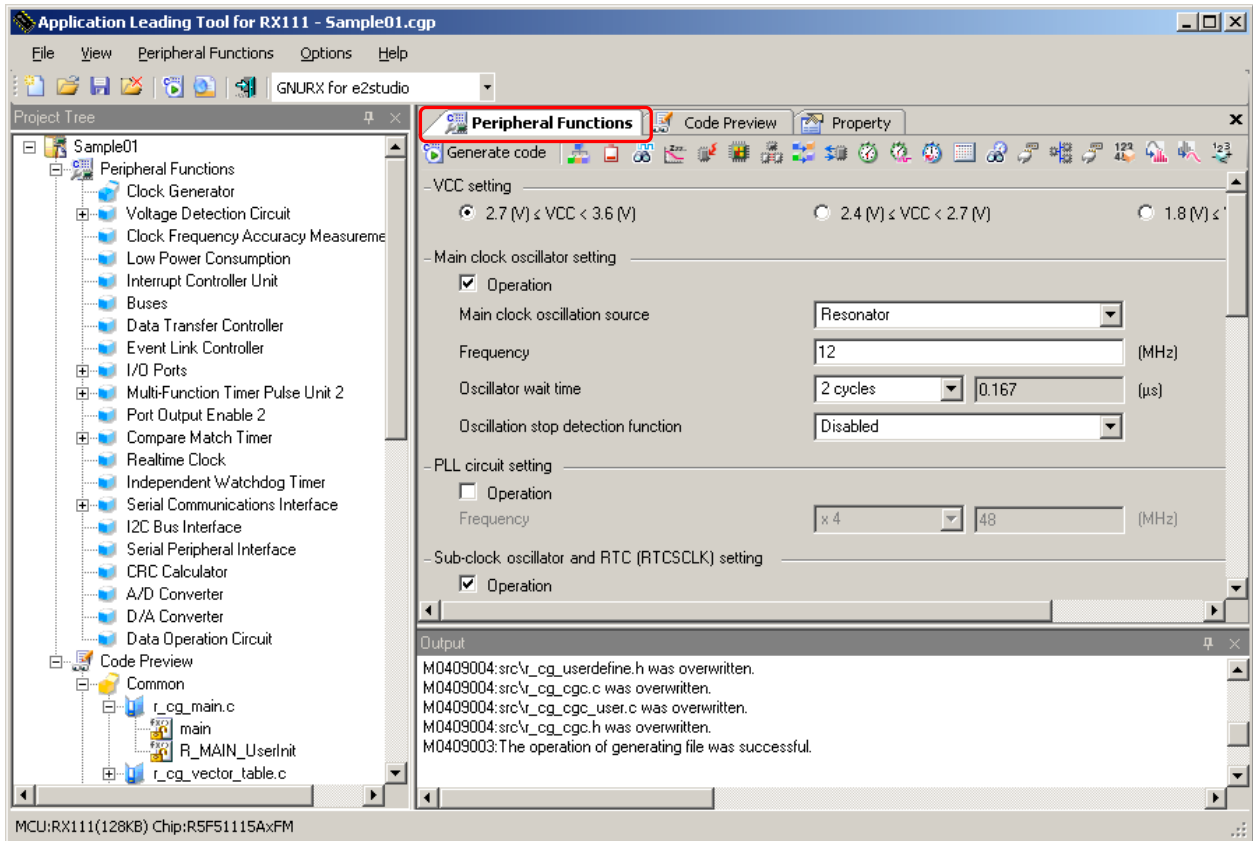 Application Leading Tool for RX111 - Sample01.cgp
File View Peripheral Functions Options Help
GNURX for e2studio
Project Tree
Sample01
Peripheral Functions
Clock Generator
Voltage Detection Circuit
Clock Frequency Accuracy Measureme
Low Power Consumption
Interrupt Controller Unit
Buses
Data Transfer Controller
Event Link Controller
I/O Ports
Multi-Function Timer Pulse Unit 2
Port Output Enable 2
Compare Match Timer
Realtime Clock
Independent Watchdog Timer
Serial Communications Interface
I2C Bus Interface
Serial Peripheral Interface
CRC Calculator
A/D Converter
D/A Converter
Data Operation Circuit
Code Preview
Common
r_cg_main.c
main
R_MAIN_UserInit
r_cg_vector_table.c
Peripheral Functions Code Preview Property
Generate code
VCC setting
2.7 (V) ≤ VCC < 3.6 (V) 2.4 (V) ≤ VCC < 2.7 (V) 1.8 (V) ≤
Main clock oscillator setting
Operation
Main clock oscillation source Resonator
Frequency 12 (MHz)
Oscillator wait time 2 cycles 0.167 (μs)
Oscillation stop detection function Disabled
PLL circuit setting
Operation
Frequency x 4 48 (MHz)
Sub-clock oscillator and RTC (RTCSCLK) setting
Operation
Output
M0409004:src\r_cg_userdefine.h was overwritten.
M0409004:src\r_cg_cgc.c was overwritten.
M0409004:src\r_cg_cgc_user.c was overwritten.
M0409004:src\r_cg_cgc.h was overwritten.
M0409003:The operation of generating file was successful.
MCU:RX111(128KB) Chip:R5F51115AxFM